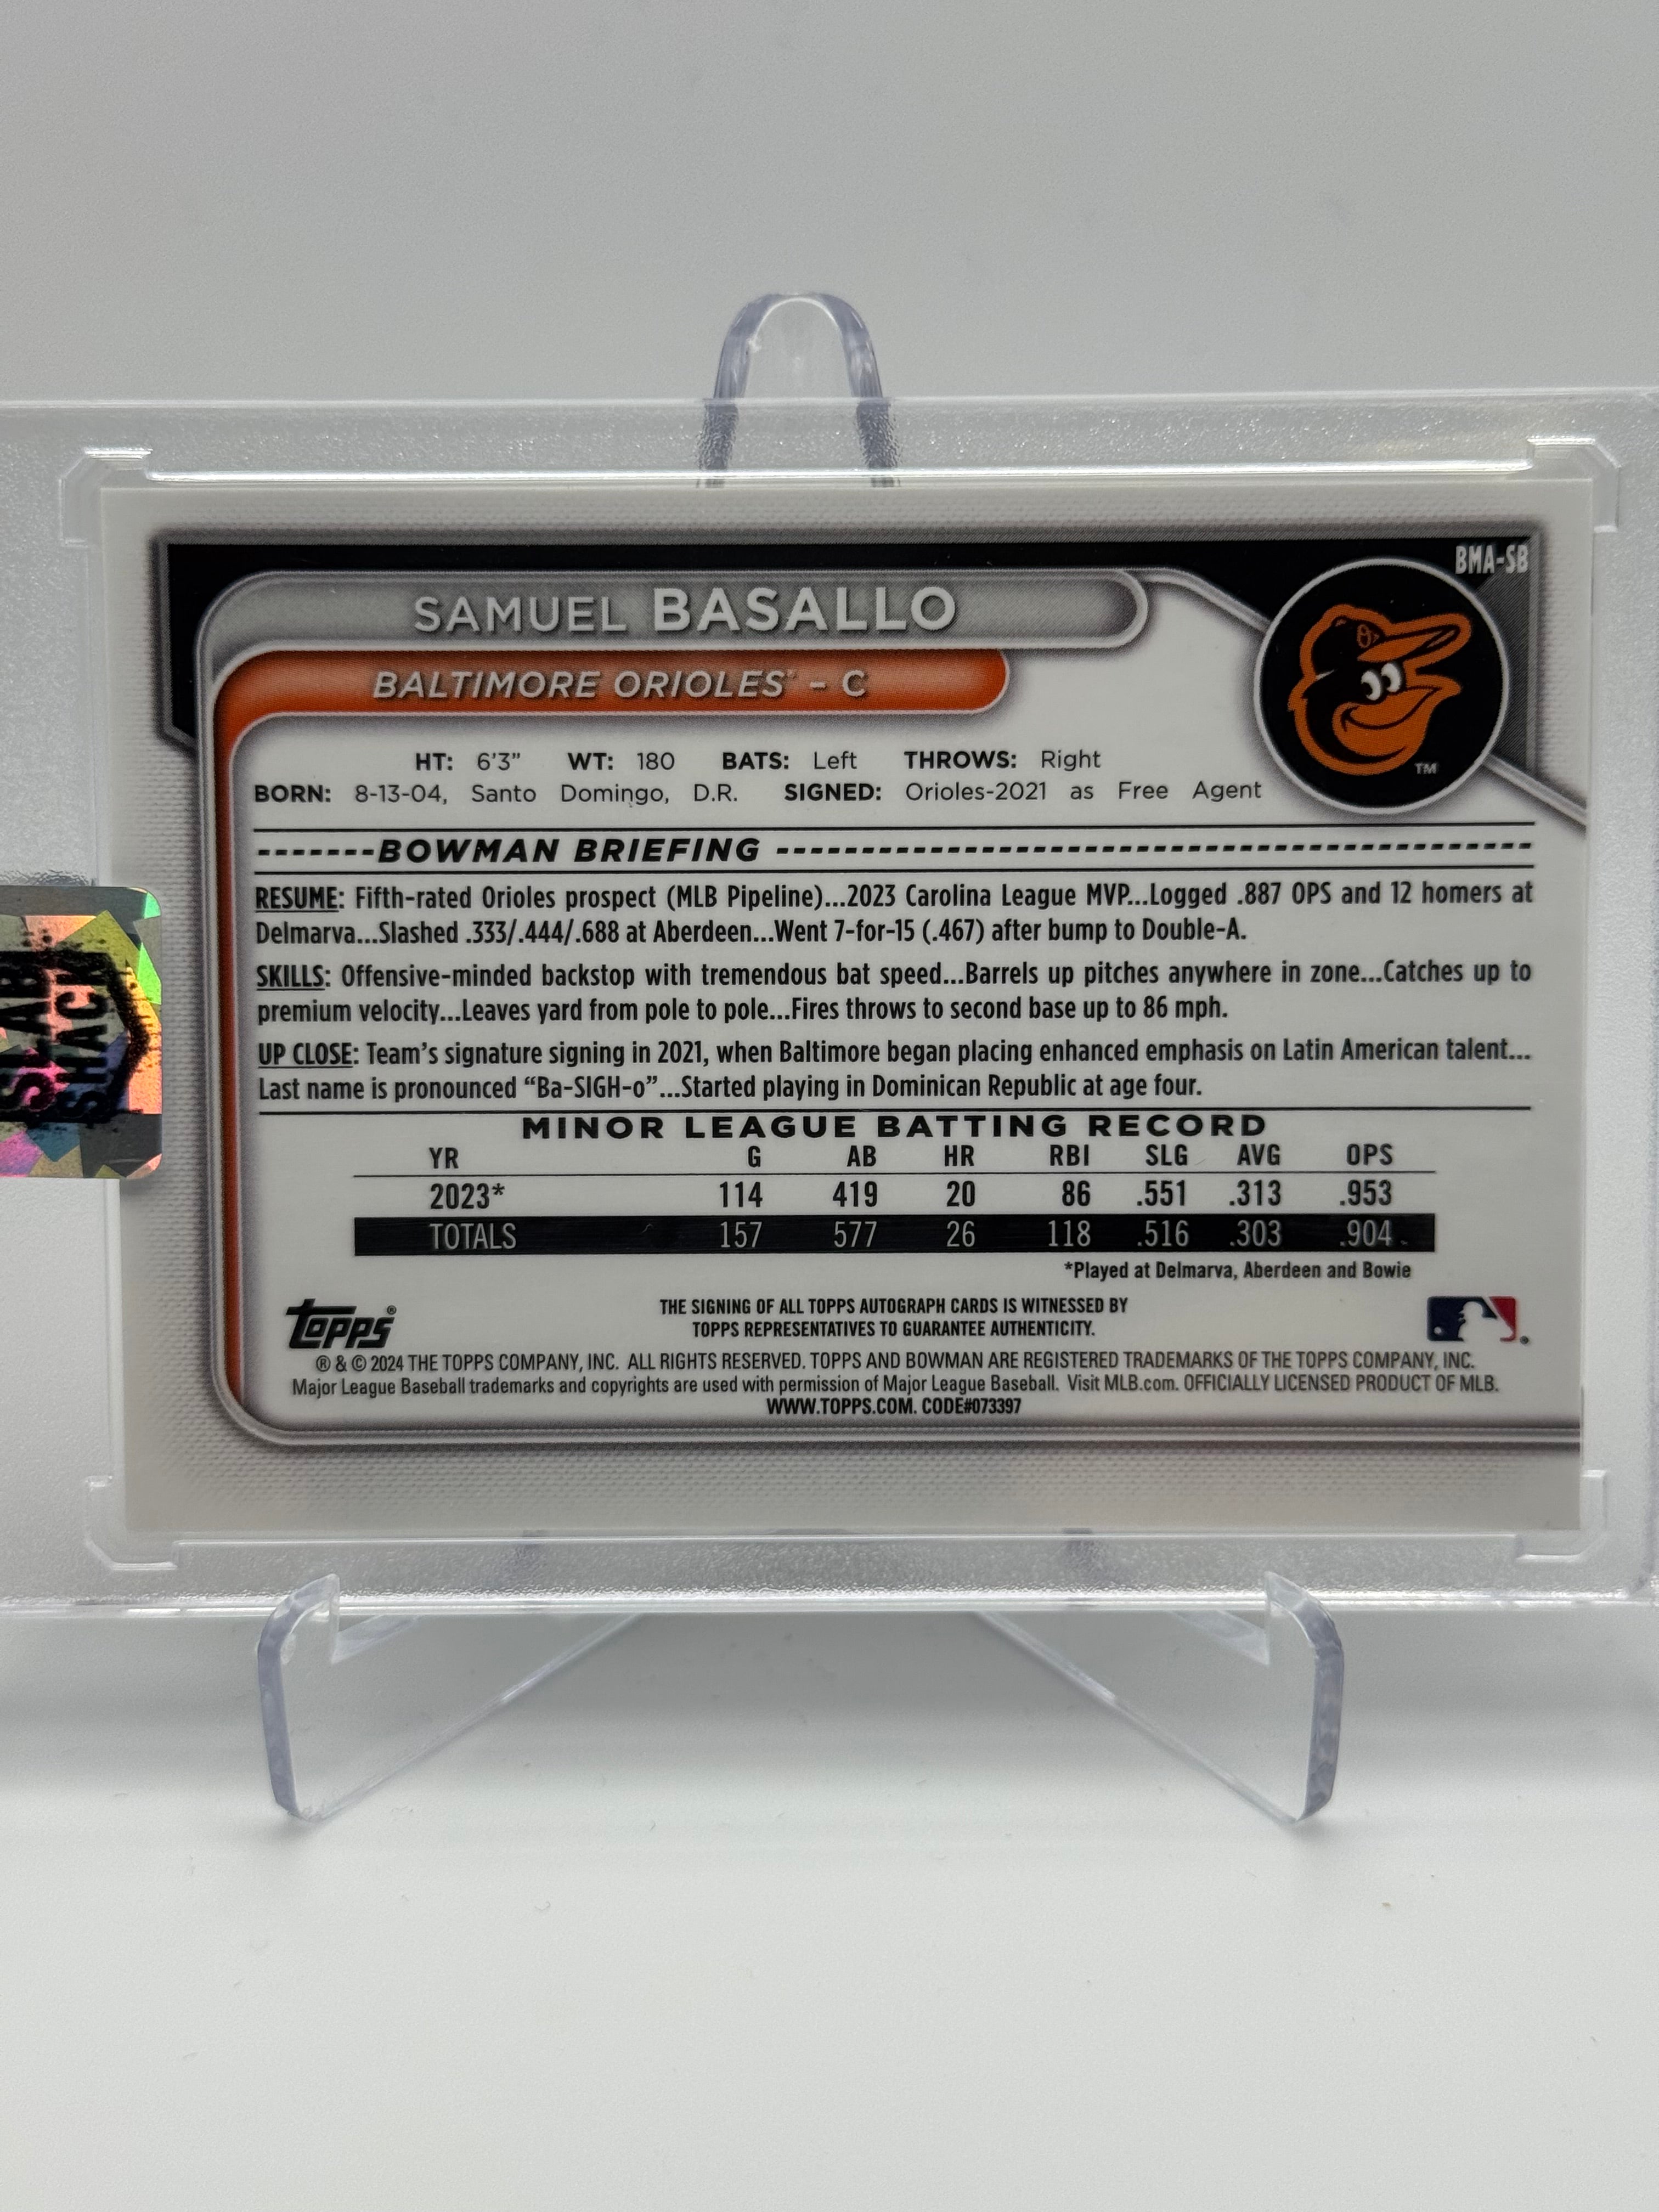 BMA-SB
SAMUEL BASALLO
BALTIMORE ORIOLES™ - C
HT: 6'3" WT: 180 BATS: Left THROWS: Right
BORN: 8-13-04, Santo Domingo, D.R. SIGNED: Orioles-2021 as Free Agent
TM
-------BOWMAN BRIEFING -------------------------------------------
RESUME: Fifth-rated Orioles prospect (MLB Pipeline)...2023 Carolina League MVP...Logged .887 OPS and 12 homers at
Delmarva...Slashed .333/.444/.688 at Aberdeen...Went 7-for-15 (.467) after bump to Double-A.
SKILLS: Offensive-minded backstop with tremendous bat speed...Barrels up pitches anywhere in zone...Catches up to
premium velocity...Leaves yard from pole to pole...Fires throws to second base up to 86 mph.
UP CLOSE: Team's signature signing in 2021, when Baltimore began placing enhanced emphasis on Latin American talent...
Last name is pronounced “Ba-SIGH-o”...Started playing in Dominican Republic at age four.
MINOR LEAGUE BATTING RECORD
YR G AB HR RBI SLG AVG OPS
2023* 114 419 20 86 .551 .313 .953
TOTALS 157 577 26 118 .516 .303 .904
*Played at Delmarva, Aberdeen and Bowie
topps®
THE SIGNING OF ALL TOPPS AUTOGRAPH CARDS IS WITNESSED BY
TOPPS REPRESENTATIVES TO GUARANTEE AUTHENTICITY.
® & © 2024 THE TOPPS COMPANY, INC. ALL RIGHTS RESERVED. TOPPS AND BOWMAN ARE REGISTERED TRADEMARKS OF THE TOPPS COMPANY, INC.
Major League Baseball trademarks and copyrights are used with permission of Major League Baseball. Visit MLB.com. OFFICIALLY LICENSED PRODUCT OF MLB.
WWW.TOPPS.COM. CODE#073397
SLAB
SHACK